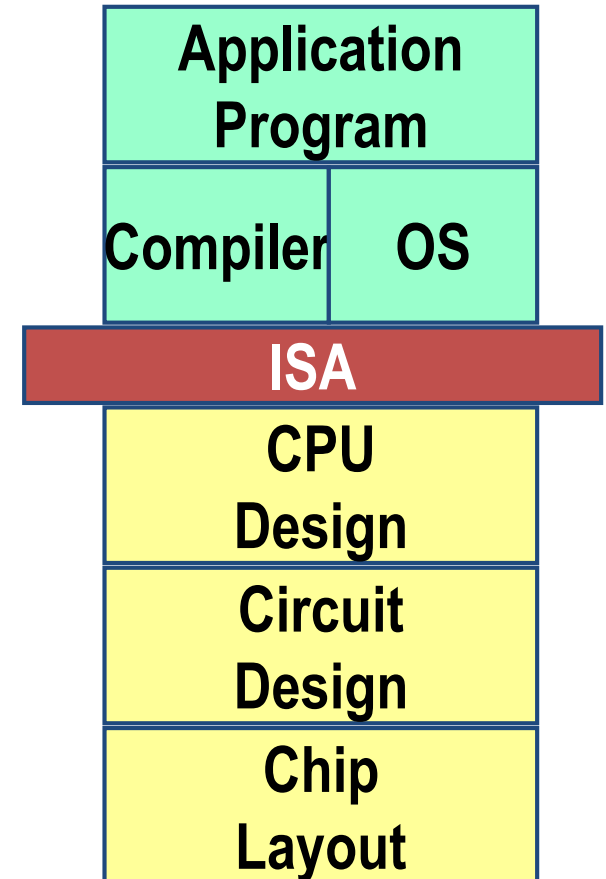 Application
Program
Compiler OS
ISA
CPU
Design
Circuit
Design
Chip
Layout